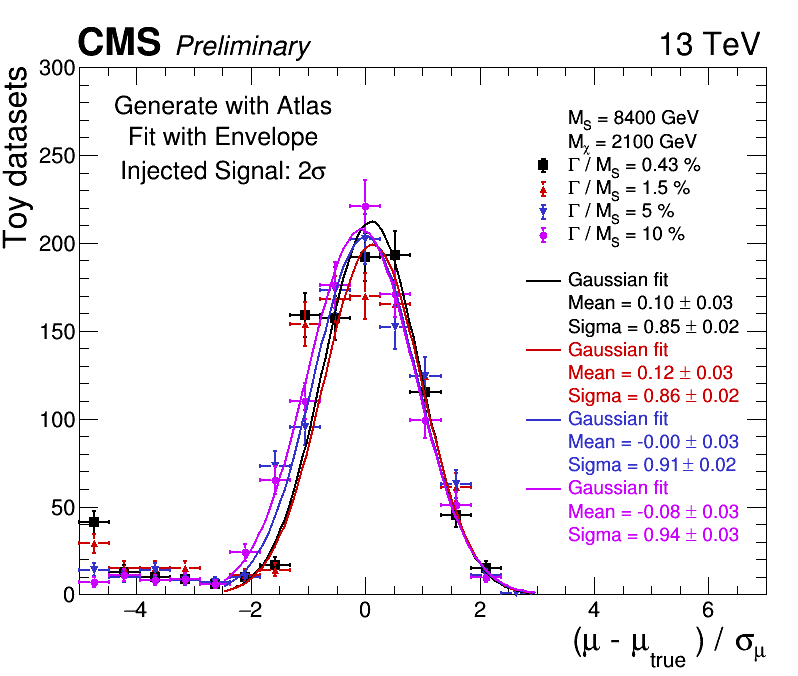 CMS Preliminary
13 TeV
Toy datasets
300
250
200
150
100
50
0
Generate with Atlas
Fit with Envelope
Injected Signal: 2σ
M_S = 8400 GeV
M_χ = 2100 GeV
Γ / M_S = 0.43 %
Γ / M_S = 1.5 %
Γ / M_S = 5 %
Γ / M_S = 10 %
Gaussian fit
Mean = 0.10 ± 0.03
Sigma = 0.85 ± 0.02
Gaussian fit
Mean = 0.12 ± 0.03
Sigma = 0.86 ± 0.02
Gaussian fit
Mean = -0.00 ± 0.03
Sigma = 0.91 ± 0.02
Gaussian fit
Mean = -0.08 ± 0.03
Sigma = 0.94 ± 0.03
−4 −2 0 2 4 6
(μ - μ_true ) / σ_μ